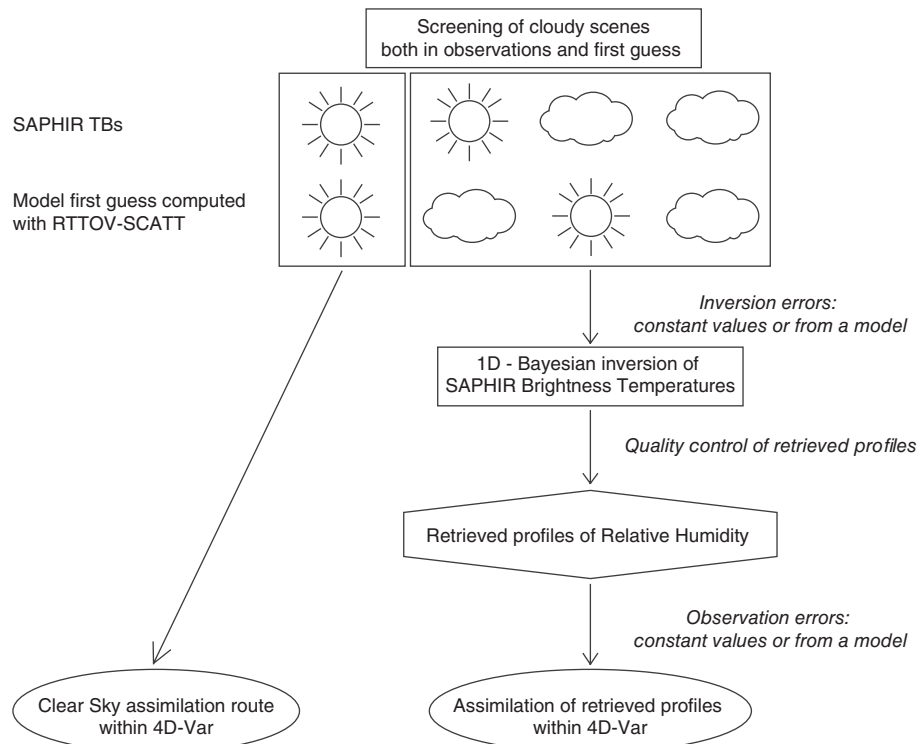 Screening of cloudy scenes
both in observations and first guess
SAPHIR TBs
Model first guess computed
with RTTOV-SCATT
Inversion errors:
constant values or from a model
1D - Bayesian inversion of
SAPHIR Brightness Temperatures
Quality control of retrieved profiles
Retrieved profiles of Relative Humidity
Observation errors:
constant values or from a model
Clear Sky assimilation route
within 4D-Var
Assimilation of retrieved profiles
within 4D-Var